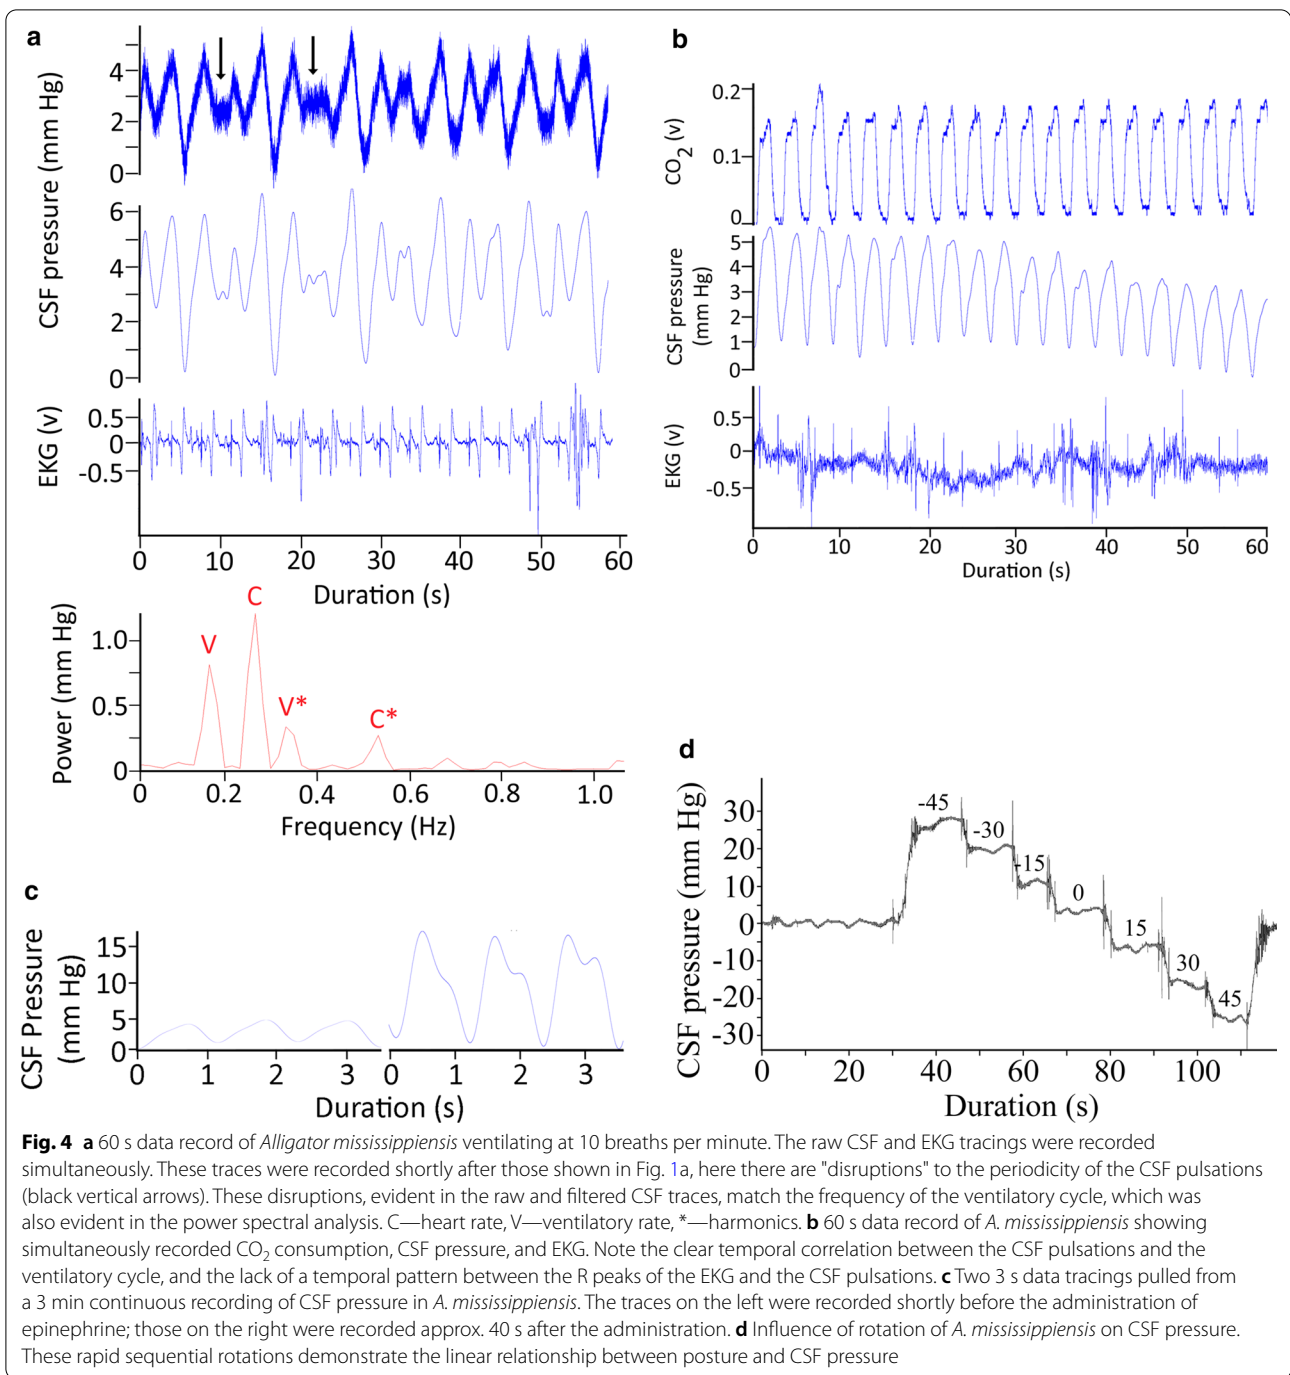 a
CSF pressure (mm Hg)
4
2
0
CSF pressure (mm Hg)
6
4
2
0
EKG (v)
0.5
0
-0.5
0 10 20 30 40 50 60
Duration (s)
Power (mm Hg)
1.0
0.5
0
V
C
V*
C*
0 0.2 0.4 0.6 0.8 1.0
Frequency (Hz)
b
CO2 (v)
0.2
0.1
0
CSF pressure
(mm Hg)
5
4
3
2
1
0
EKG (v)
0.5
0
-0.5
0 10 20 30 40 50 60
Duration (s)
c
CSF Pressure
(mm Hg)
15
10
5
0
0 1 2 3 0 1 2 3
Duration (s)
d
CSF pressure (mm Hg)
30
20
10
0
-10
-20
-30
-45
-30
-15
0
15
30
45
0 20 40 60 80 100
Duration (s)
Fig. 4 a 60 s data record of Alligator mississippiensis ventilating at 10 breaths per minute. The raw CSF and EKG tracings were recorded
simultaneously. These traces were recorded shortly after those shown in Fig. 1a, here there are "disruptions" to the periodicity of the CSF pulsations
(black vertical arrows). These disruptions, evident in the raw and filtered CSF traces, match the frequency of the ventilatory cycle, which was
also evident in the power spectral analysis. C—heart rate, V—ventilatory rate, *—harmonics. b 60 s data record of A. mississippiensis showing
simultaneously recorded CO2 consumption, CSF pressure, and EKG. Note the clear temporal correlation between the CSF pulsations and the
ventilatory cycle, and the lack of a temporal pattern between the R peaks of the EKG and the CSF pulsations. c Two 3 s data tracings pulled from
a 3 min continuous recording of CSF pressure in A. mississippiensis. The traces on the left were recorded shortly before the administration of
epinephrine; those on the right were recorded approx. 40 s after the administration. d Influence of rotation of A. mississippiensis on CSF pressure.
These rapid sequential rotations demonstrate the linear relationship between posture and CSF pressure